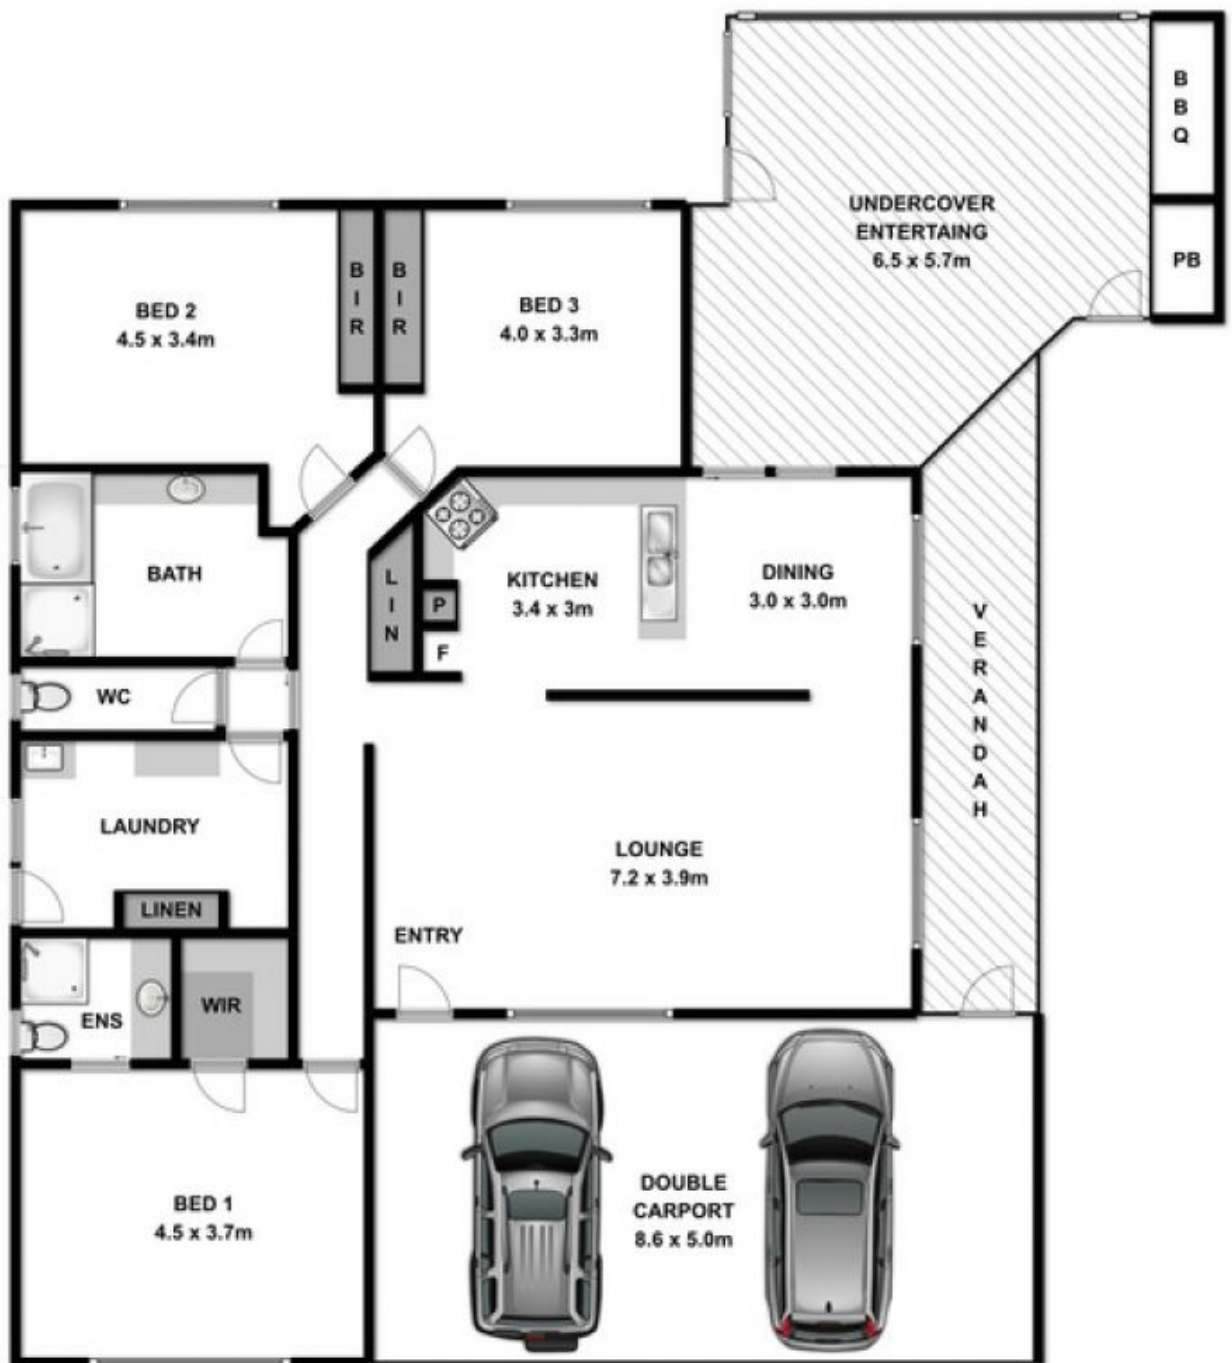 B
B
Q
UNDERCOVER
ENTERTAING
6.5 x 5.7m
PB
BED 2
4.5 x 3.4m
B
I
R
B
I
R
BED 3
4.0 x 3.3m
BATH
L
I
N
P
F
KITCHEN
3.4 x 3m
DINING
3.0 x 3.0m
V
E
R
A
N
D
A
H
WC
LAUNDRY
LINEN
LOUNGE
7.2 x 3.9m
ENTRY
ENS
WIR
BED 1
4.5 x 3.7m
DOUBLE
CARPORT
8.6 x 5.0m